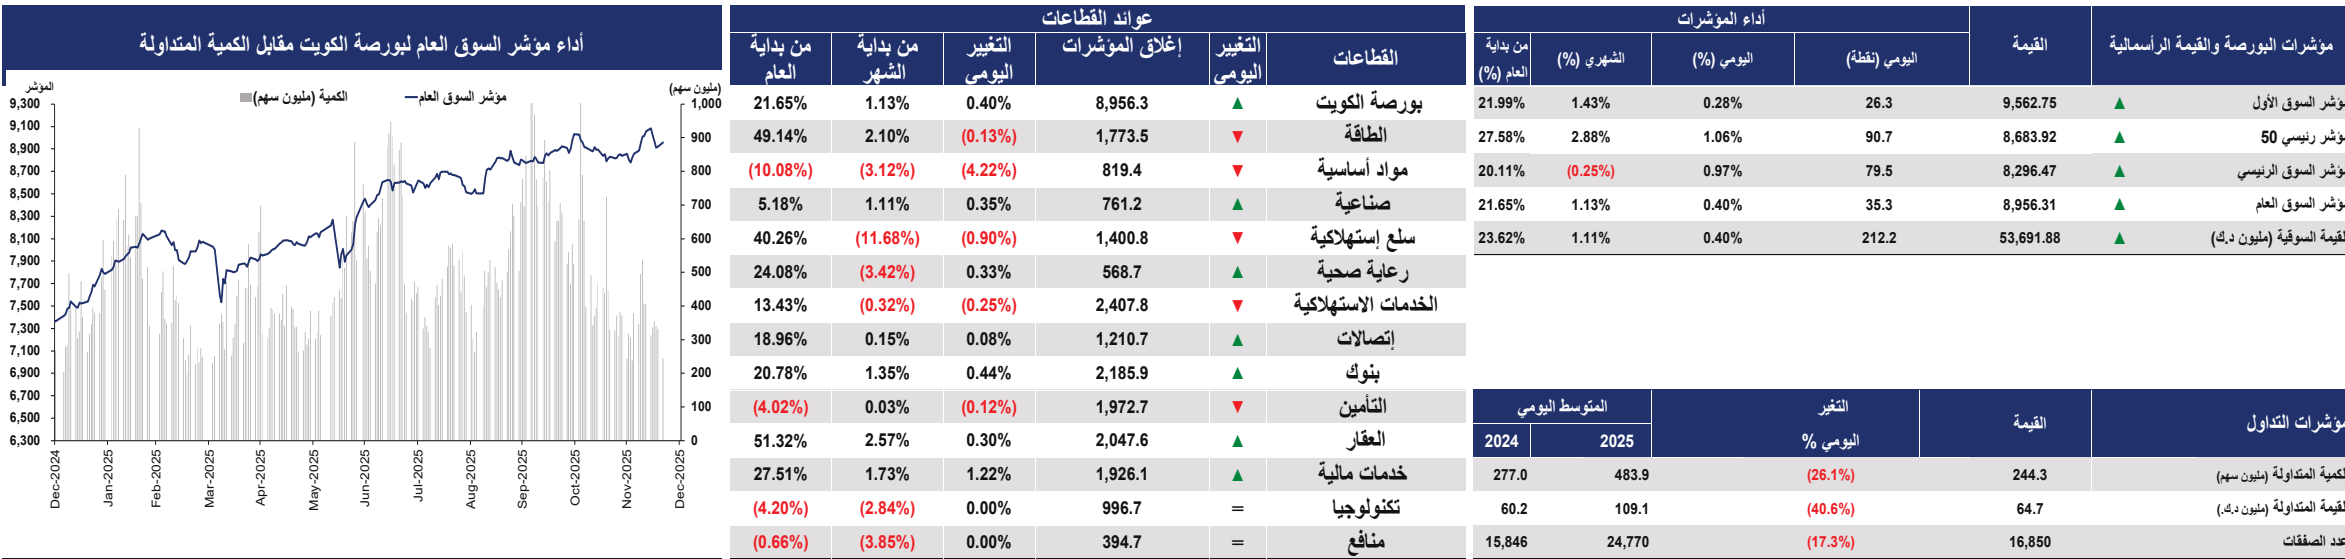 مؤشرات البورصة والقيمة الرأسمالية القيمة أداء المؤشرات
اليومي (نقطة) اليومي (%) الشهري (%) من بداية العام (%)
مؤشر السوق الأول ▲ 9,562.75 26.3 0.28% 1.43% 21.99%
مؤشر رئيسي 50 ▲ 8,683.92 90.7 1.06% 2.88% 27.58%
مؤشر السوق الرئيسي ▲ 8,296.47 79.5 0.97% (0.25%) 20.11%
مؤشر السوق العام ▲ 8,956.31 35.3 0.40% 1.13% 21.65%
القيمة السوقية (مليون د.ك) ▲ 53,691.88 212.2 0.40% 1.11% 23.62%
مؤشرات التداول القيمة التغير المتوسط اليومي
اليومي % 2025 2024
الكمية المتداولة (مليون سهم) 244.3 (26.1%) 483.9 277.0
القيمة المتداولة (مليون د.ك.) 64.7 (40.6%) 109.1 60.2
عدد الصفقات 16,850 (17.3%) 24,770 15,846
عوائد القطاعات
القطاعات التغيير اليومي إغلاق المؤشرات التغيير اليومي من بداية الشهر من بداية العام
بورصة الكويت ▲ 8,956.3 0.40% 1.13% 21.65%
الطاقة ▼ 1,773.5 (0.13%) 2.10% 49.14%
مواد أساسية ▼ 819.4 (4.22%) (3.12%) (10.08%)
صناعية ▲ 761.2 0.35% 1.11% 5.18%
سلع إستهلاكية ▼ 1,400.8 (0.90%) (11.68%) 40.26%
رعاية صحية ▲ 568.7 0.33% (3.42%) 24.08%
الخدمات الاستهلاكية ▼ 2,407.8 (0.25%) (0.32%) 13.43%
إتصالات ▲ 1,210.7 0.08% 0.15% 18.96%
بنوك ▲ 2,185.9 0.44% 1.35% 20.78%
التأمين ▼ 1,972.7 (0.12%) 0.03% (4.02%)
العقار ▲ 2,047.6 0.30% 2.57% 51.32%
خدمات مالية ▲ 1,926.1 1.22% 1.73% 27.51%
تكنولوجيا = 996.7 0.00% (2.84%) (4.20%)
منافع = 394.7 0.00% (3.85%) (0.66%)
أداء مؤشر السوق العام لبورصة الكويت مقابل الكمية المتداولة
(مليون سهم) المؤشر
مؤشر السوق العام الكمية (مليون سهم)
1,000 9,300
900 9,100
8,900
800 8,700
700 8,500
8,300
600 8,100
500 7,900
7,700
400 7,500
300 7,300
7,100
200 6,900
100 6,700
6,500
0 6,300
Dec-2024 Jan-2025 Feb-2025 Mar-2025 Apr-2025 May-2025 Jun-2025 Jul-2025 Aug-2025 Sep-2025 Oct-2025 Nov-2025 Dec-2025